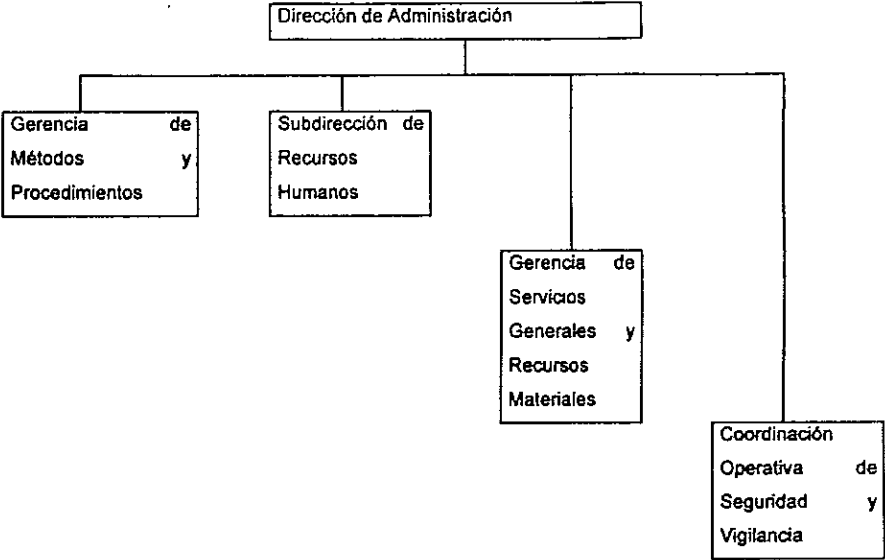 Dirección de Administración
Gerencia de
Métodos y
Procedimientos
Subdirección de
Recursos
Humanos
Gerencia de
Servicios
Generales y
Recursos
Materiales
Coordinación
Operativa de
Seguridad y
Vigilancia